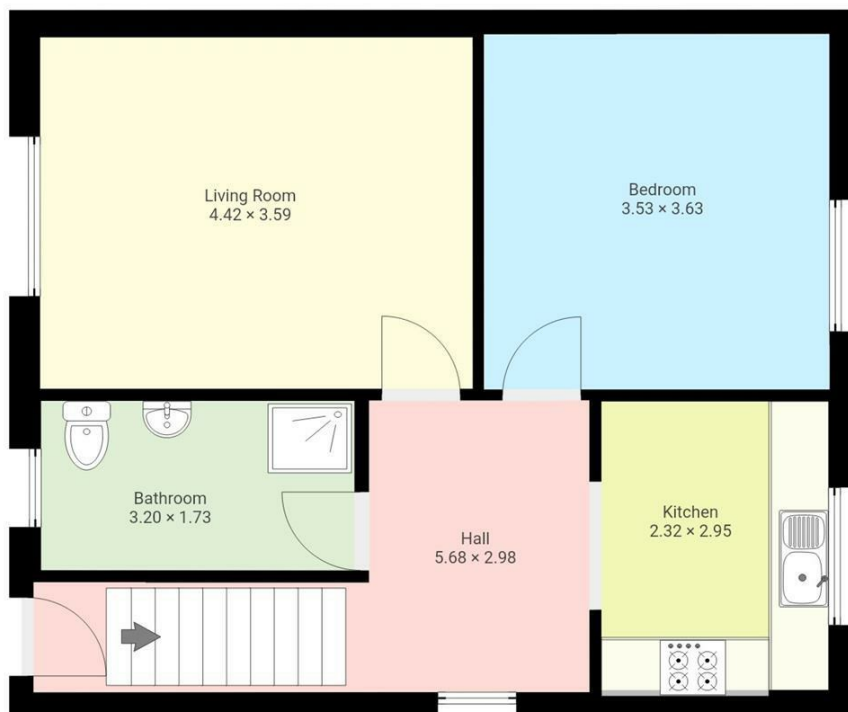 Living Room
4.42 × 3.59
Bedroom
3.53 × 3.63
Bathroom
3.20 × 1.73
Hall
5.68 × 2.98
Kitchen
2.32 × 2.95